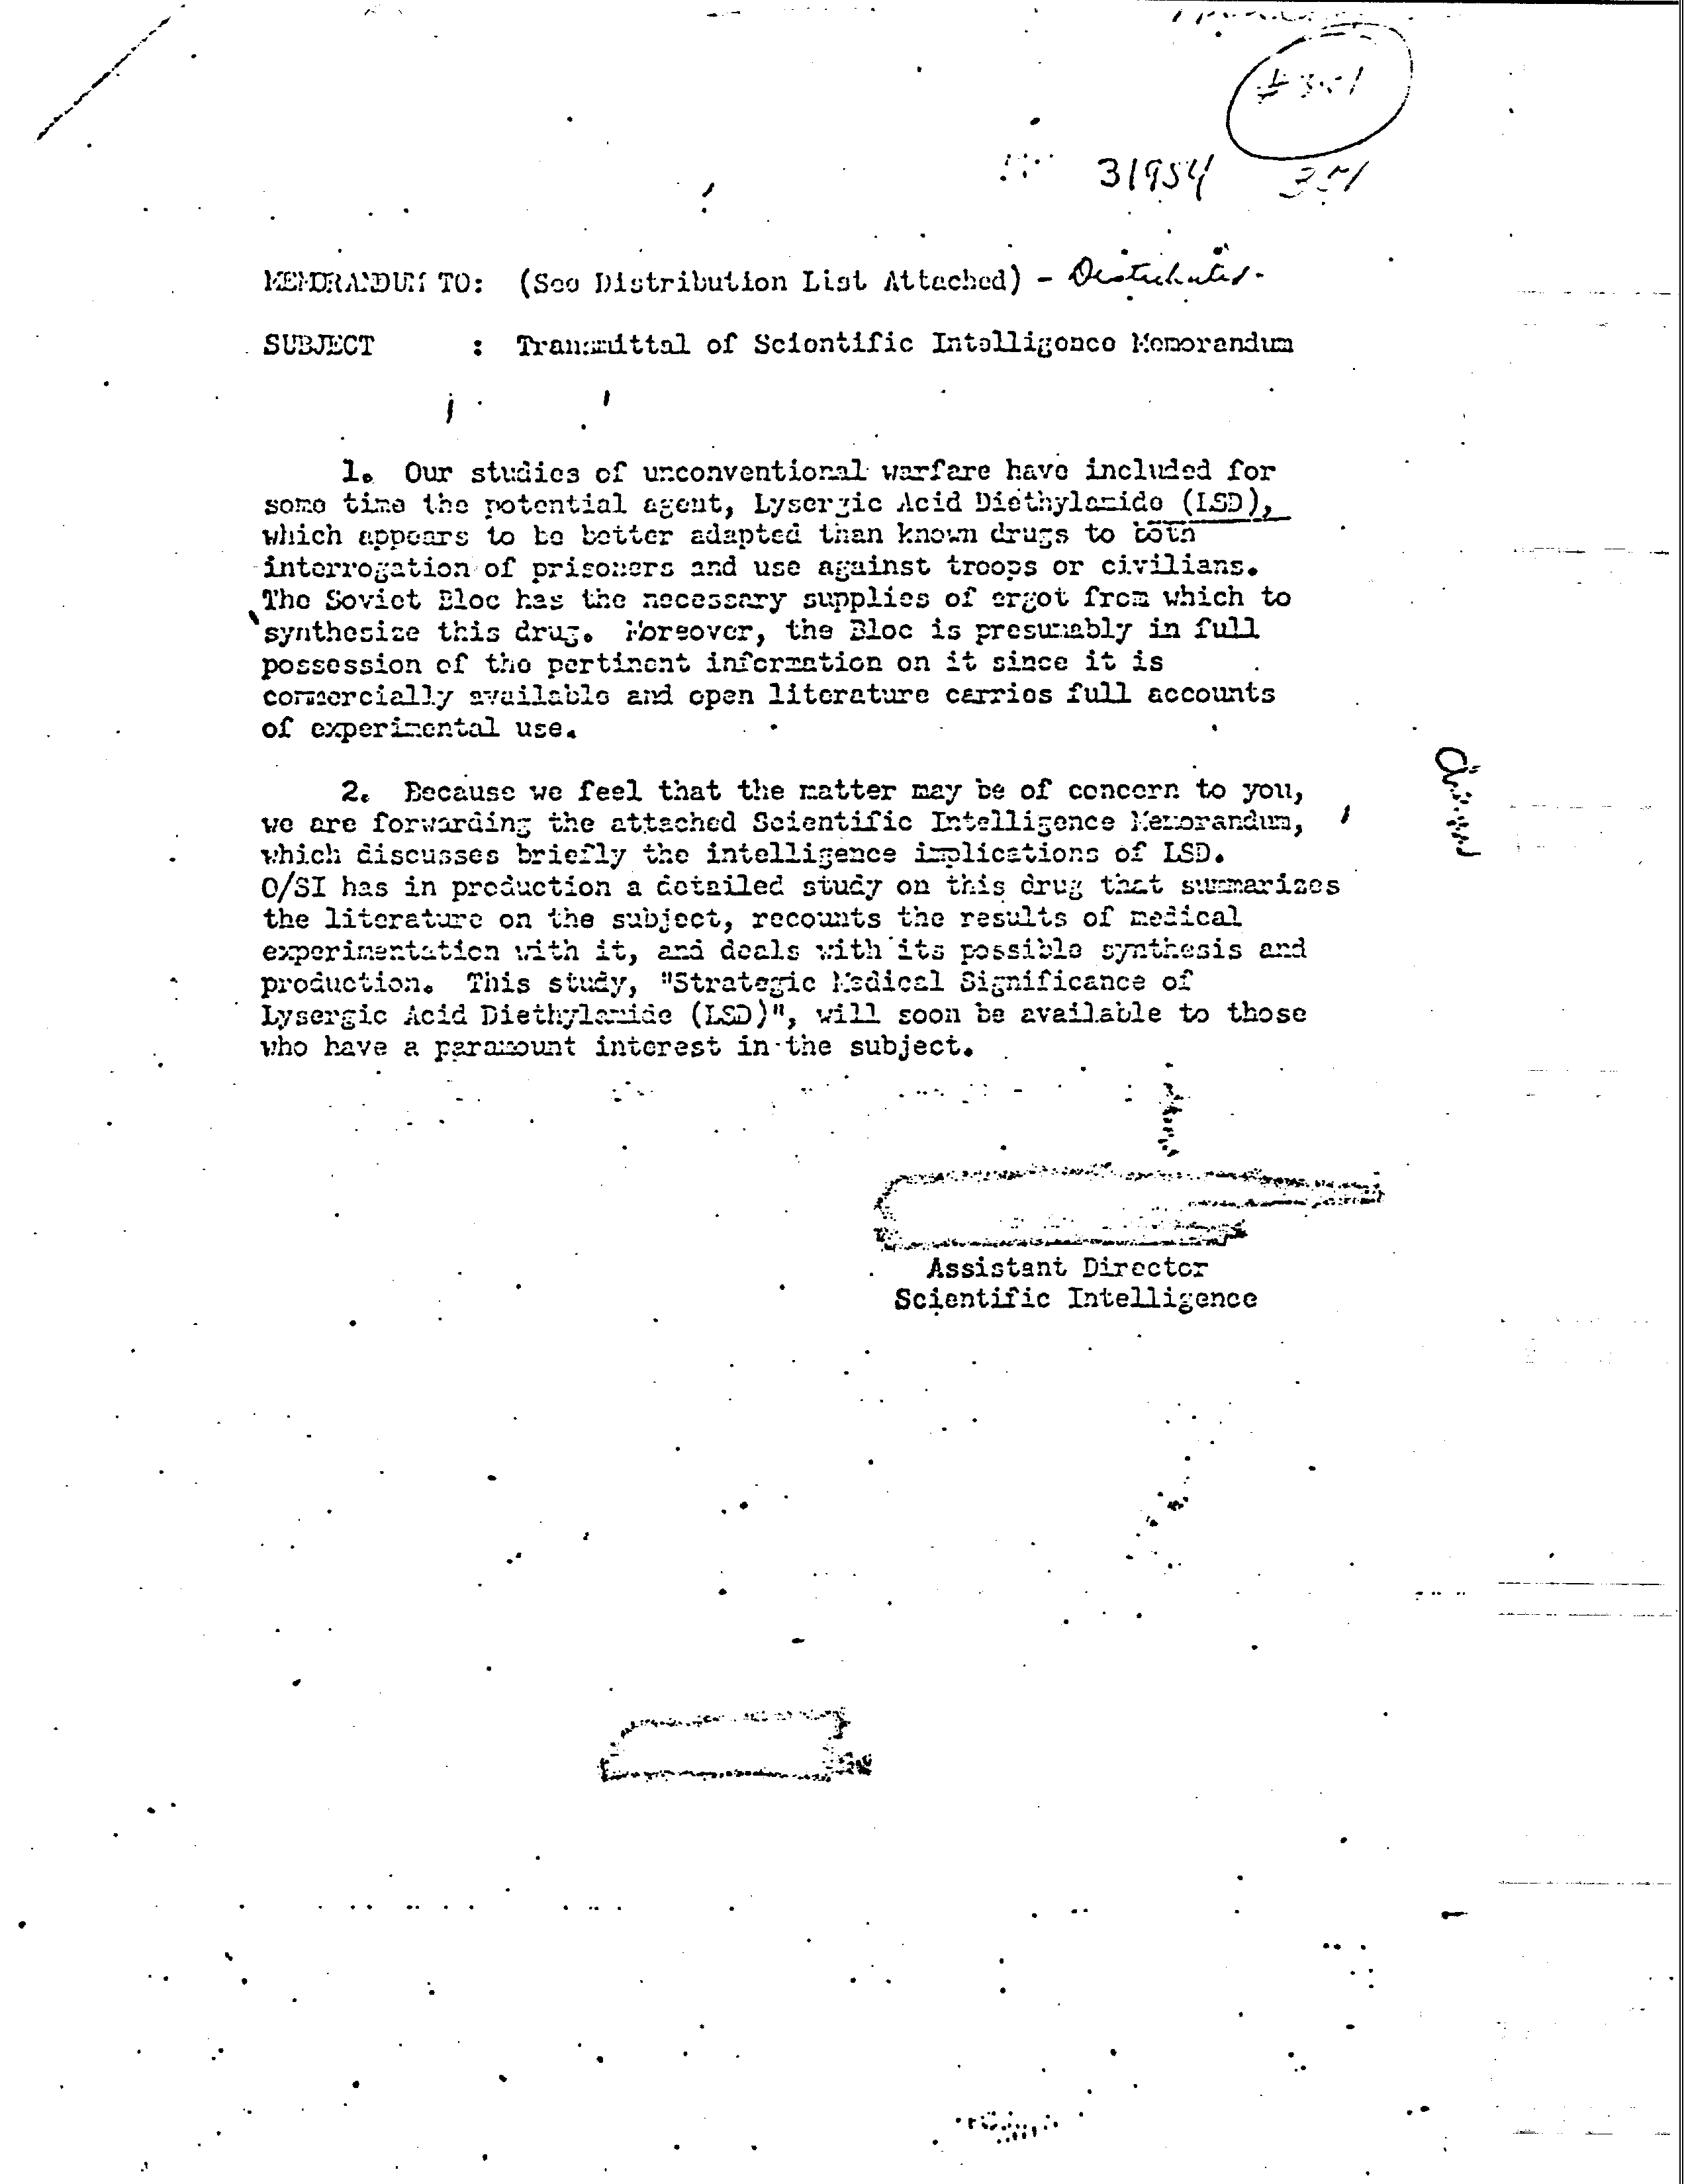 31954
MEMORANDUM TO: (See Distribution List Attached) -
SUBJECT : Transmittal of Scientific Intelligence Memorandum
1. Our studies of unconventional warfare have included for
some time the potential agent, Lysergic Acid Diethylamide (LSD),
which appears to be better adapted than known drugs to both
interrogation of prisoners and use against troops or civilians.
The Soviet Bloc has the necessary supplies of ergot from which to
synthesize this drug. Moreover, the Bloc is presumably in full
possession of the pertinent information on it since it is
commercially available and open literature carries full accounts
of experimental use.
2. Because we feel that the matter may be of concern to you,
we are forwarding the attached Scientific Intelligence Memorandum,
which discusses briefly the intelligence implications of LSD.
O/SI has in production a detailed study on this drug that summarizes
the literature on the subject, recounts the results of medical
experimentation with it, and deals with its possible synthesis and
production. This study, "Strategic Medical Significance of
Lysergic Acid Diethylamide (LSD)", will soon be available to those
who have a paramount interest in the subject.
Assistant Director
Scientific Intelligence